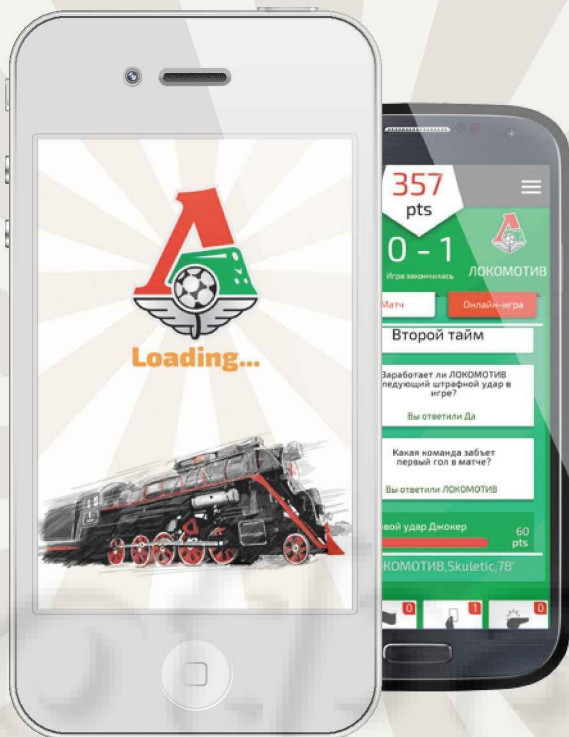 Loading...
357
pts
0 - 1
Игра закончилась
ЛОКОМОТИВ
Матч
Онлайн-игра
Второй тайм
Заработает ли ЛОКОМОТИВ
следующий штрафной удар в
игре?
Вы ответили Да
Какая команда забъет
первый гол в матче?
Вы ответили ЛОКОМОТИВ
удар Джокер
60
pts
Skuletic,78'
0
1
0